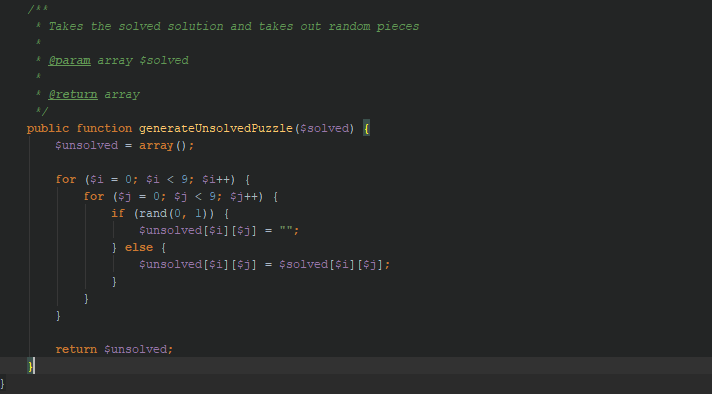 /**
* Takes the solved solution and takes out random pieces
*
* @param array $solved
*
* @return array
*/
public function generateUnsolvedPuzzle($solved) {
$unsolved = array();
for ($i = 0; $i < 9; $i++) {
for ($j = 0; $j < 9; $j++) {
if (rand(0, 1)) {
$unsolved[$i][$j] = "";
} else {
$unsolved[$i][$j] = $solved[$i][$j];
}
}
}
return $unsolved;
}
}